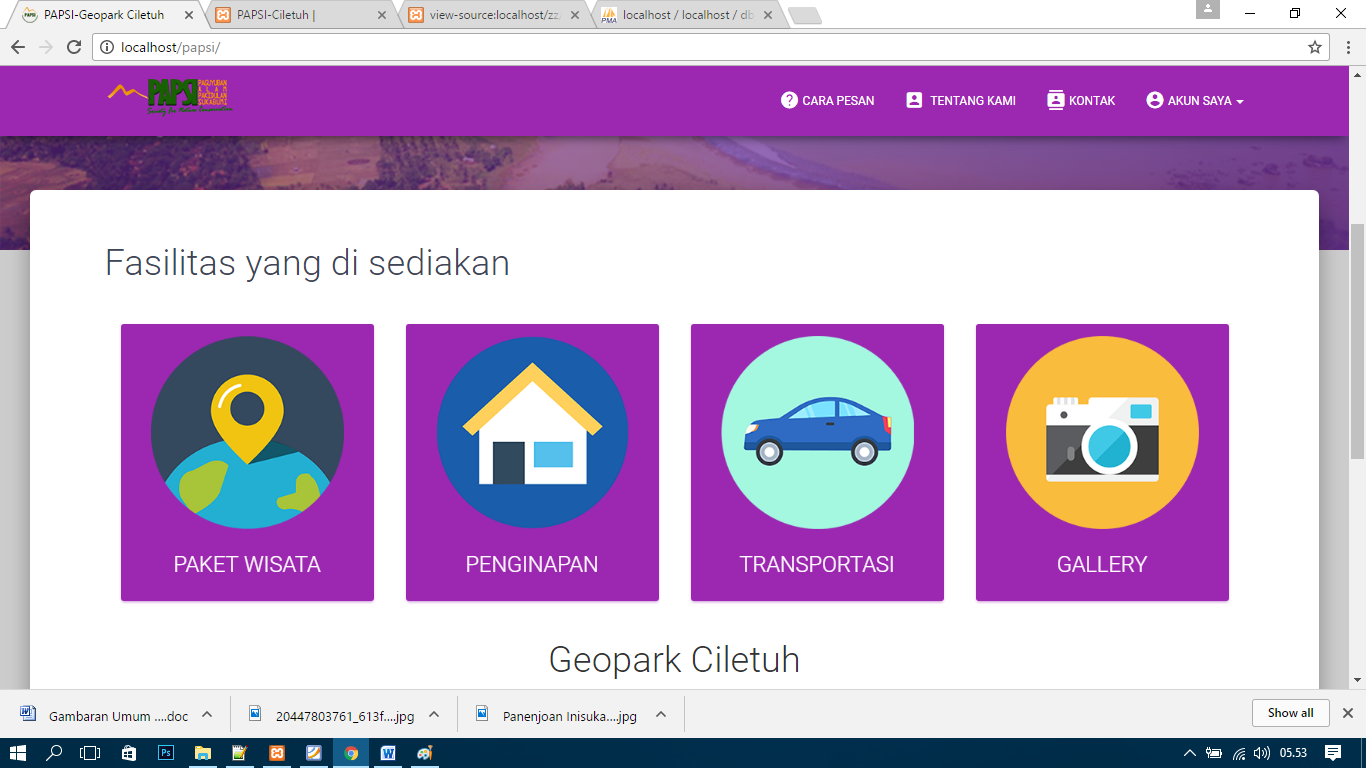 PAPSI-Geopark Ciletuh
PAPSI-Ciletuh |
view-source:localhost/zz
localhost / localhost / db
localhost/papsi/
PAPSI
PAGUYUBAN
ALAM
PAKIDULAN
SUKABUMI
CARA PESAN
TENTANG KAMI
KONTAK
AKUN SAYA
Fasilitas yang di sediakan
PAKET WISATA
PENGINAPAN
TRANSPORTASI
GALLERY
Geopark Ciletuh
Gambaran Umum ....doc
20447803761_613f....jpg
Panenjoan Inisuka....jpg
Show all
Ps
05.53